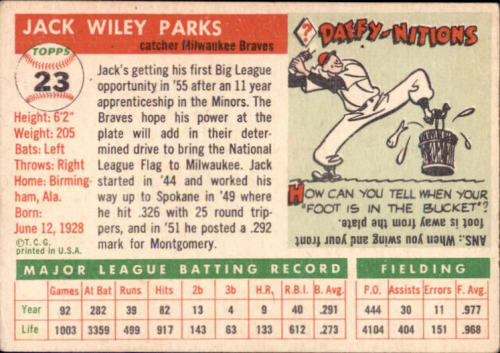 JACK WILEY PARKS
catcher Milwaukee Braves
TOPPS
23
Height: 6'2"
Weight: 205
Bats: Left
Throws: Right
Home: Birming-
ham, Ala.
Born:
June 12, 1928
©T.C.G.
printed in U.S.A.
Jack's getting his first Big League
opportunity in '55 after an 11 year
apprenticeship in the Minors. The
Braves hope his power at the
plate will add in their deter-
mined drive to bring the National
League Flag to Milwaukee. Jack
started in '44 and worked his
way up to Spokane in '49 where
he hit .326 with 25 round trip-
pers, and in '51 he posted a .292
mark for Montgomery.
? DAFFY-NITIONS
HOW CAN YOU TELL WHEN YOUR
"FOOT IS IN THE BUCKET"?
ANS.: When you swing and your front
foot is away from the plate.
MAJOR LEAGUE BATTING RECORD
FIELDING
Games At Bat Runs Hits 2b 3b H.R. R.B.I. B. Avg. P.O. Assists Errors F. Avg.
Year 92 282 39 82 13 4 9 40 .291 444 30 11 .977
Life 1003 3359 499 917 143 63 133 612 .273 4104 404 151 .968